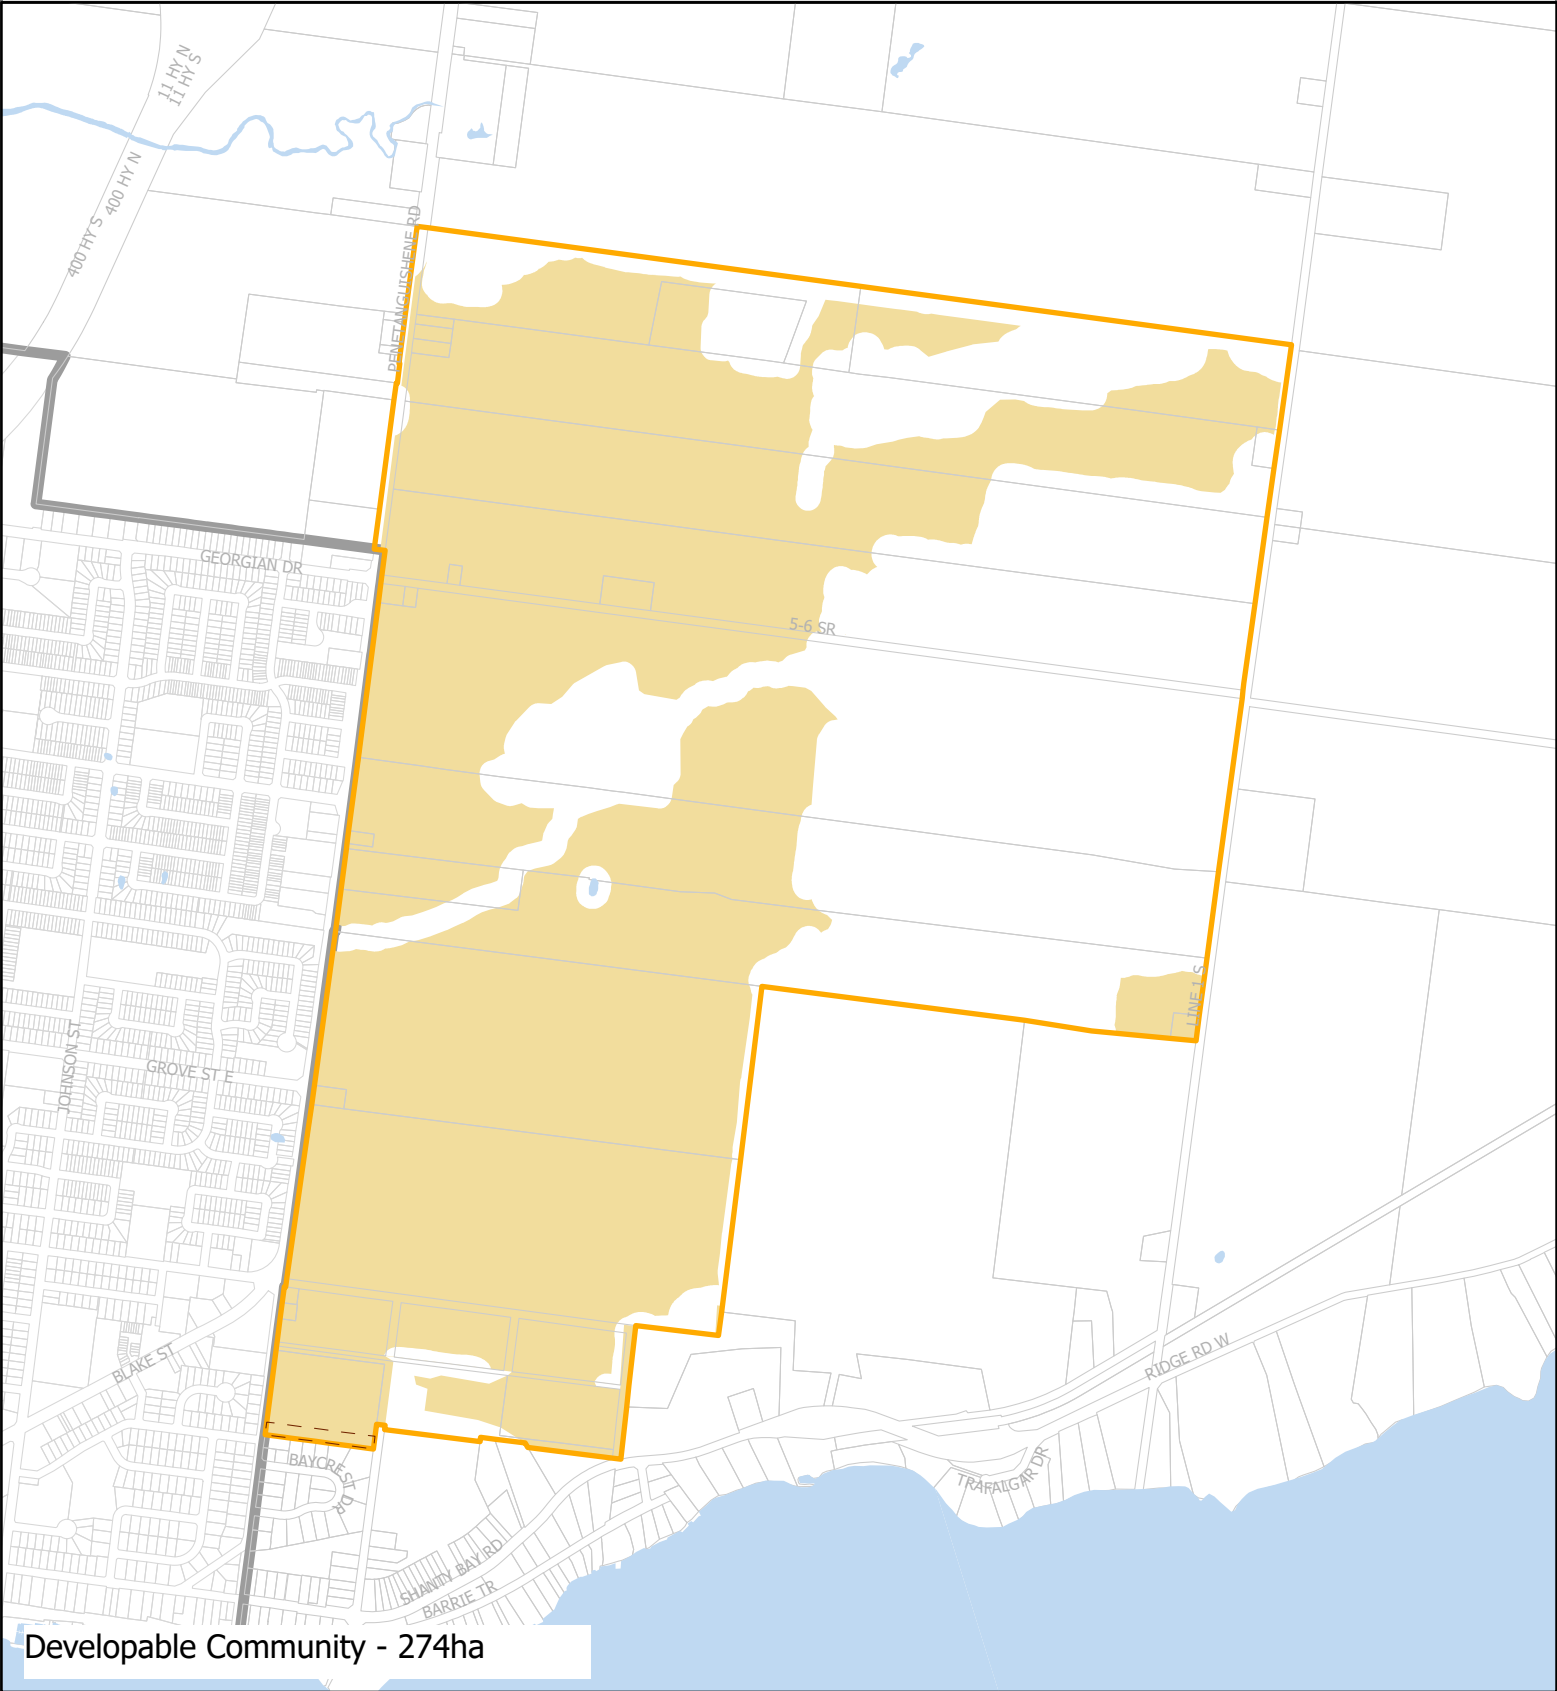 11 HY N
11 HY S
400 HY N
400 HY S
PENETANGUISHENE RD
GEORGIAN DR
5-6 SR
LINE 1 S
JOHNSON ST
GROVE ST E
BLAKE ST
RIDGE RD W
BAYCREST DR
TRAFALGAR DR
SHANTY BAY RD
BARRIE TR
Developable Community - 274ha